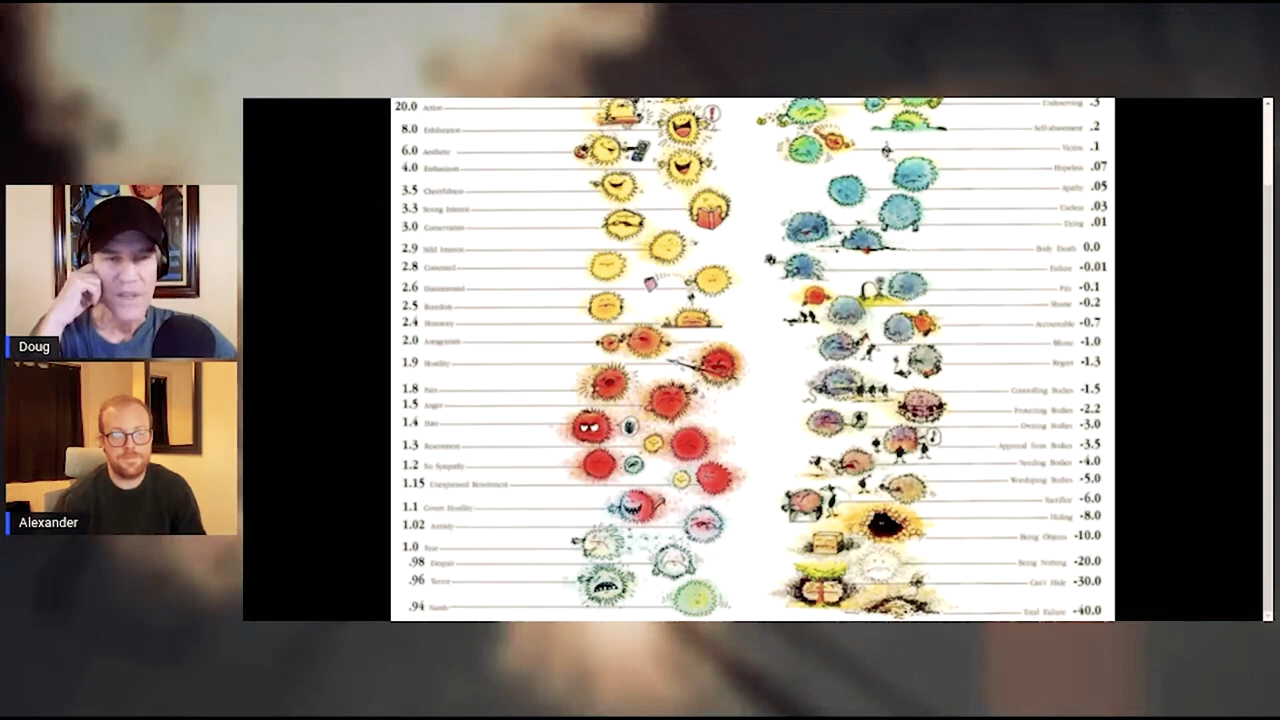 20.0 Action
8.0 Exhilaration
6.0 Aesthetic
4.0 Enthusiasm
3.5 Cheerfulness
3.3 Strong Interest
3.0 Conservatism
2.9 Mild Interest
2.8 Contented
2.6 Disinterested
2.5 Boredom
2.4 Monotony
2.0 Antagonism
1.9 Hostility
1.8 Pain
1.5 Anger
1.4 Hate
1.3 Resentment
1.2 No Sympathy
1.15 Unexpressed Resentment
1.1 Covert Hostility
1.02 Anxiety
1.0 Fear
.98 Despair
.96 Terror
.94 Numb
Undeserving .3
Self-abasement .2
Victim .1
Hopeless .07
Apathy .05
Useless .03
Dying .01
Body Death 0.0
Failure -0.01
Pity -0.1
Shame -0.2
Accountable -0.7
Blame -1.0
Regret -1.3
Controlling Bodies -1.5
Protecting Bodies -2.2
Owning Bodies -3.0
Approval from Bodies -3.5
Needing Bodies -4.0
Worshiping Bodies -5.0
Sacrifice -6.0
Hiding -8.0
Being Objects -10.0
Being Nothing -20.0
Can't Hide -30.0
Total Failure -40.0
Doug
Alexander